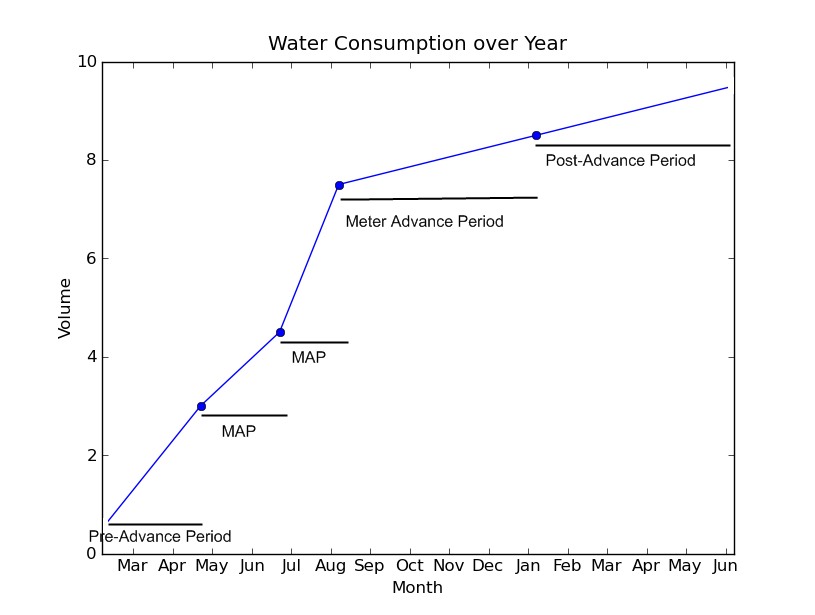 Water Consumption over Year
10
8
6
4
2
0
Volume
Post-Advance Period
Meter Advance Period
MAP
MAP
Pre-Advance Period
Mar Apr May Jun Jul Aug Sep Oct Nov Dec Jan Feb Mar Apr May Jun
Month